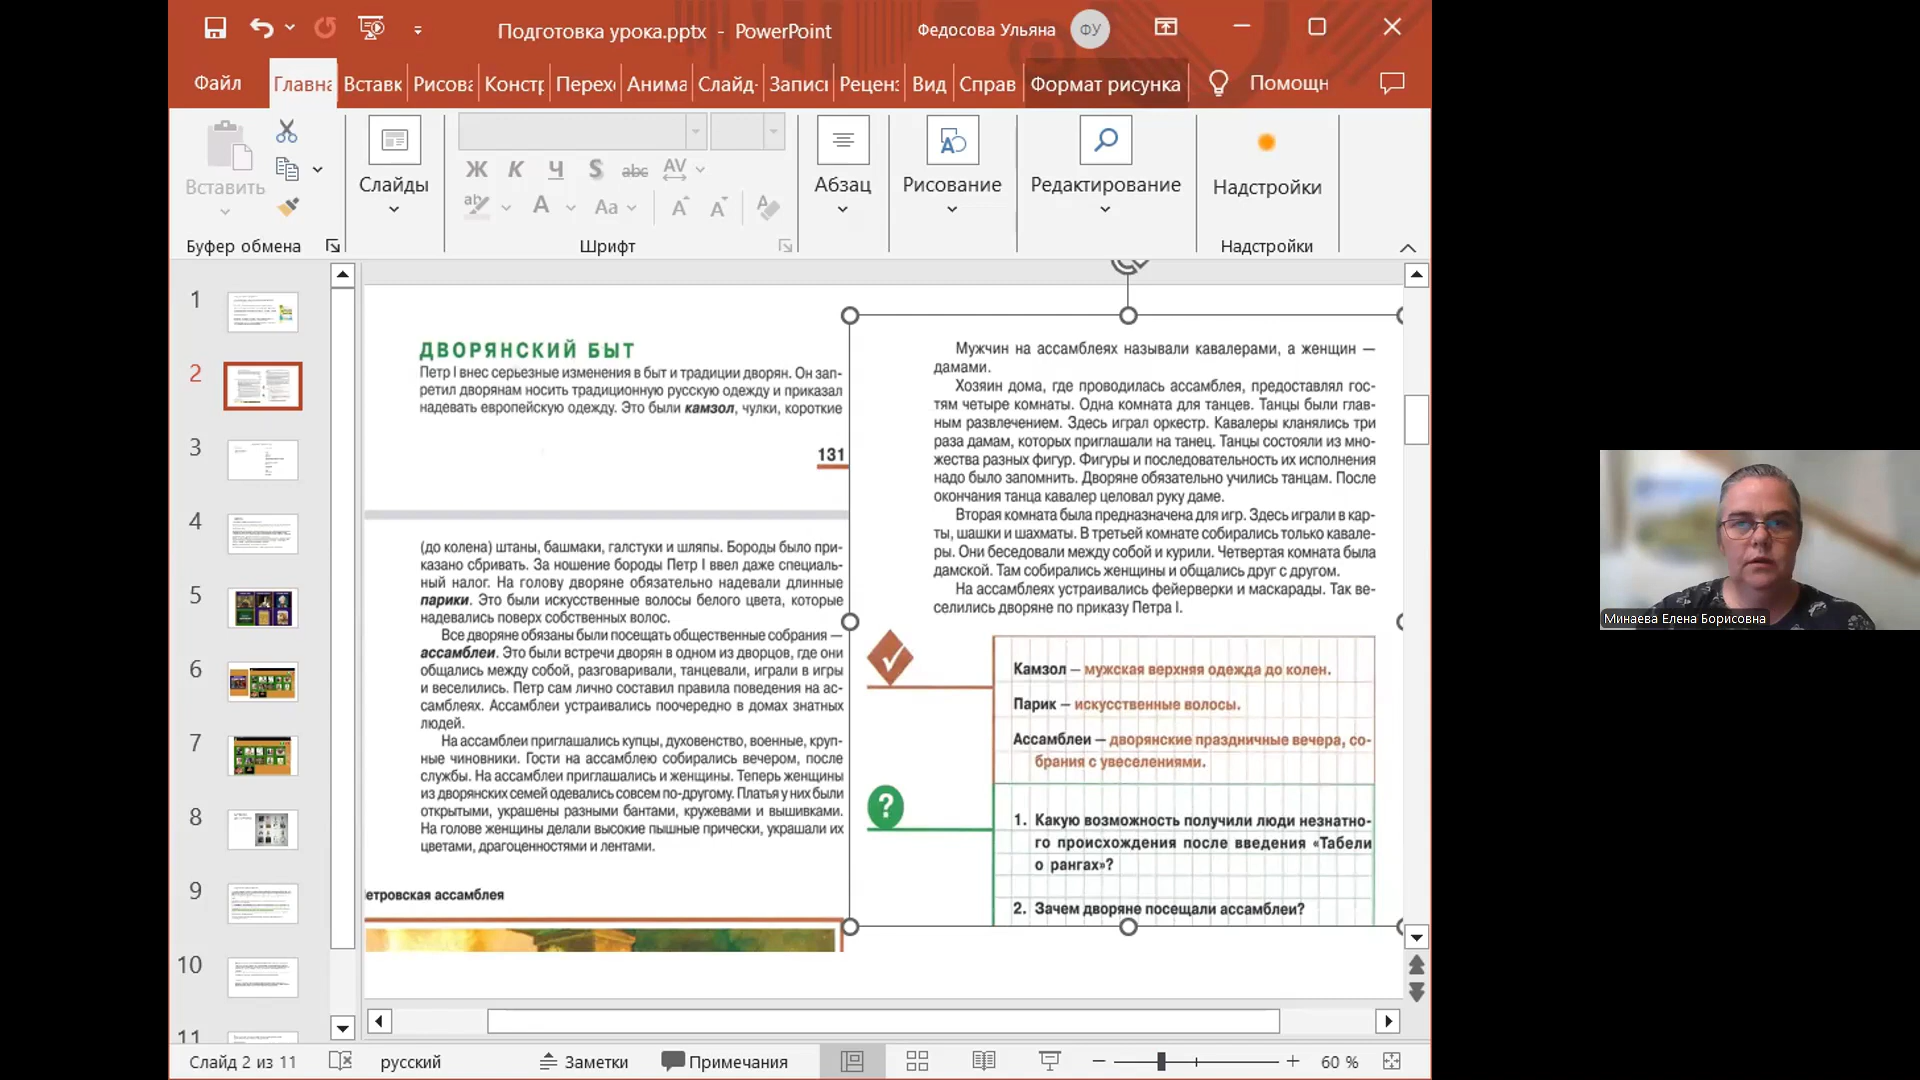 Подготовка урока.pptx - PowerPoint
Федосова Ульяна
ФУ
Файл
Главна
Вставк
Рисова
Констр
Перехо
Анима
Слайд-
Записи
Реценз
Вид
Справ
Формат рисунка
Помощн
Вставить
Слайды
Ж К Ч S abc AV
Aa
Абзац
Рисование
Редактирование
Надстройки
Буфер обмена
Шрифт
Надстройки
1
2
3
4
5
6
7
8
9
10
11
ДВОРЯНСКИЙ БЫТ
Петр I внес серьезные изменения в быт и традиции дворян. Он зап-
ретил дворянам носить традиционную русскую одежду и приказал
надевать европейскую одежду. Это были камзол, чулки, короткие
131
(до колена) штаны, башмаки, галстуки и шляпы. Бороды было при-
казано сбривать. За ношение бороды Петр I ввел даже специаль-
ный налог. На голову дворяне обязательно надевали длинные
парики. Это были искусственные волосы белого цвета, которые
надевались поверх собственных волос.
Все дворяне обязаны были посещать общественные собрания —
ассамблеи. Это были встречи дворян в одном из дворцов, где они
общались между собой, разговаривали, танцевали, играли в игры
и веселились. Петр сам лично составил правила поведения на ас-
самблеях. Ассамблеи устраивались поочередно в домах знатных
людей.
На ассамблеи приглашались купцы, духовенство, военные, круп-
ные чиновники. Гости на ассамблею собирались вечером, после
службы. На ассамблеи приглашались и женщины. Теперь женщины
из дворянских семей одевались совсем по-другому. Платья у них были
открытыми, украшены разными бантами, кружевами и вышивками.
На голове женщины делали высокие пышные прически, украшали их
цветами, драгоценностями и лентами.
етровская ассамблея
Мужчин на ассамблеях называли кавалерами, а женщин —
дамами.
Хозяин дома, где проводилась ассамблея, предоставлял гос-
тям четыре комнаты. Одна комната для танцев. Танцы были глав-
ным развлечением. Здесь играл оркестр. Кавалеры кланялись три
раза дамам, которых приглашали на танец. Танцы состояли из мно-
жества разных фигур. Фигуры и последовательность их исполнения
надо было запомнить. Дворяне обязательно учились танцам. После
окончания танца кавалер целовал руку даме.
Вторая комната была предназначена для игр. Здесь играли в кар-
ты, шашки и шахматы. В третьей комнате собирались только кавале-
ры. Они беседовали между собой и курили. Четвертая комната была
дамской. Там собирались женщины и общались друг с другом.
На ассамблеях устраивались фейерверки и маскарады. Так ве-
селились дворяне по приказу Петра I.
Камзол – мужская верхняя одежда до колен.
Парик – искусственные волосы.
Ассамблеи – дворянские праздничные вечера, со-
брания с увеселениями.
?
1. Какую возможность получили люди незнатно-
го происхождения после введения «Табели
о рангах»?
2. Зачем дворяне посещали ассамблеи?
Слайд 2 из 11
русский
Заметки
Примечания
60 %
Минаева Елена Борисовна